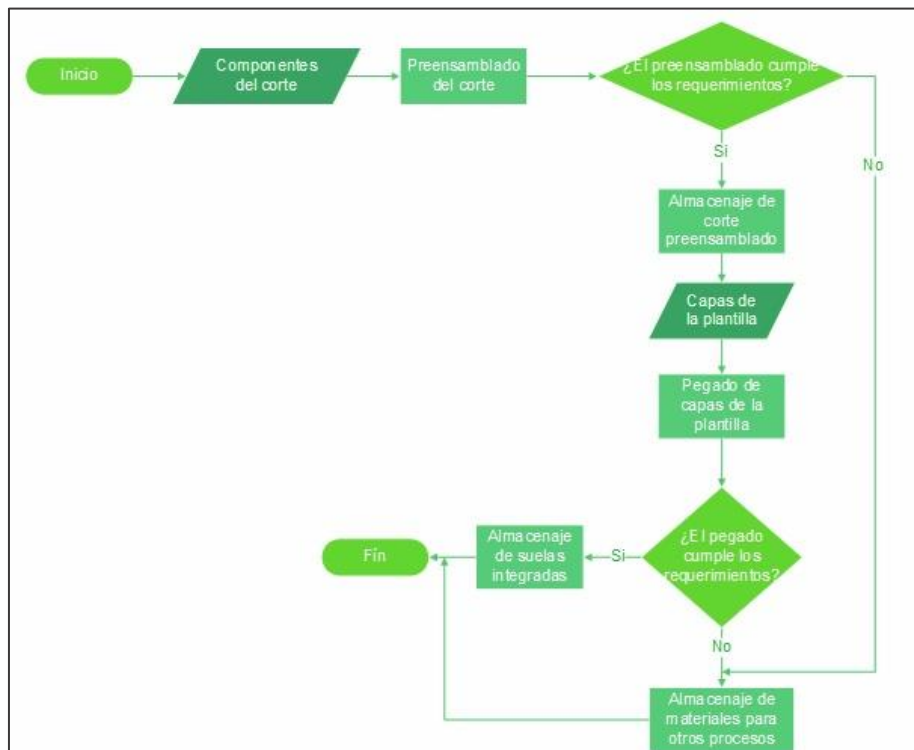 Inicio
Componentes
del corte
Preensamblado
del corte
¿El preensamblado cumple
los requerimientos?
Si
No
Almacenaje de
corte
preensamblado
Capas de
la plantilla
Pegado de
capas de la
plantilla
¿El pegado
cumple los
requerimientos?
Si
Almacenaje
de suelas
integradas
Fín
No
Almacenaje de
materiales para
otros procesos